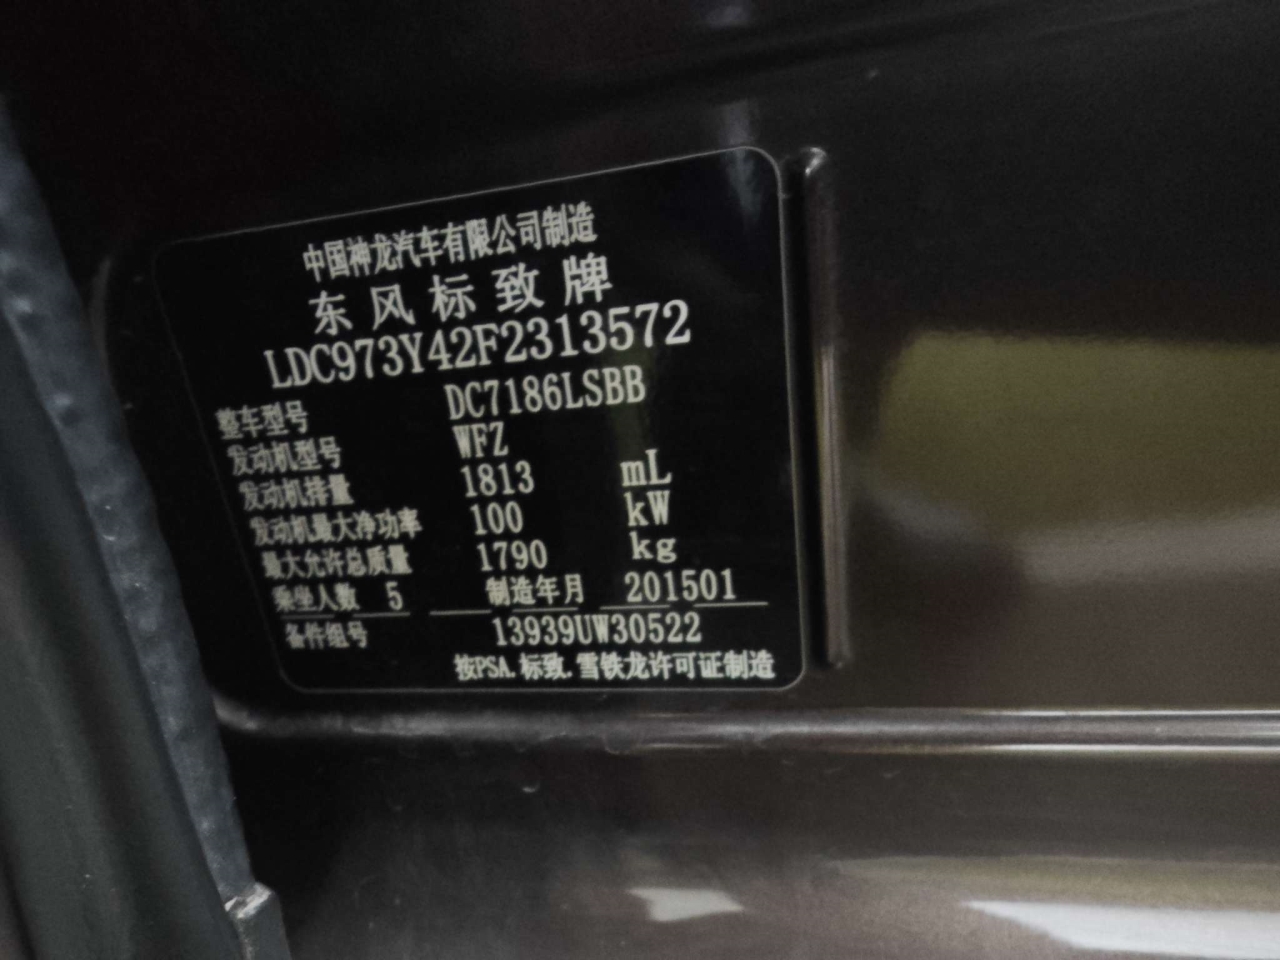 中国神龙汽车有限公司制造
东风标致牌
LDC973Y42F2313572
整车型号 DC7186LSBB
发动机型号 WFZ
发动机排量 1813 mL
发动机最大净功率 100 kW
最大允许总质量 1790 kg
乘坐人数 5 制造年月 201501
备件组号 13939UW30522
按PSA.标致.雪铁龙许可证制造